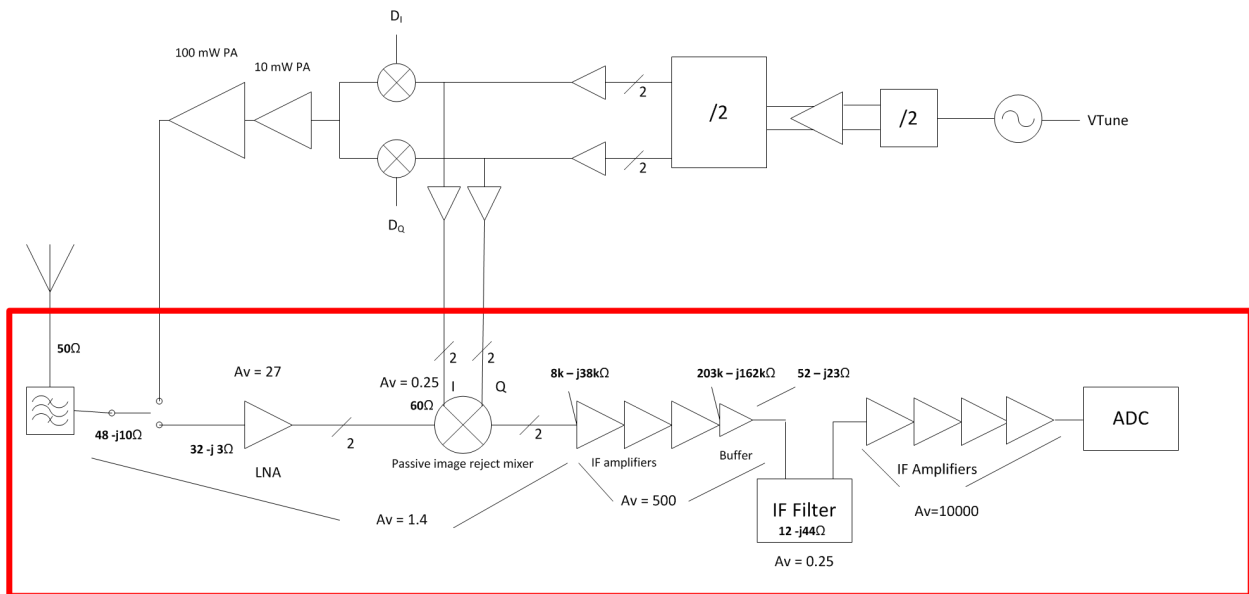 D_I
100 mW PA
10 mW PA
2
/2
/2
VTune
2
D_Q
50Ω
2
2
Av = 27
Av = 0.25
I
Q
60Ω
8k – j38kΩ
203k – j162kΩ
52 – j23Ω
ADC
48 -j10Ω
32 -j 3Ω
2
2
LNA
Passive image reject mixer
IF amplifiers
Buffer
IF Amplifiers
Av = 1.4
Av = 500
IF Filter
12 -j44Ω
Av=10000
Av = 0.25